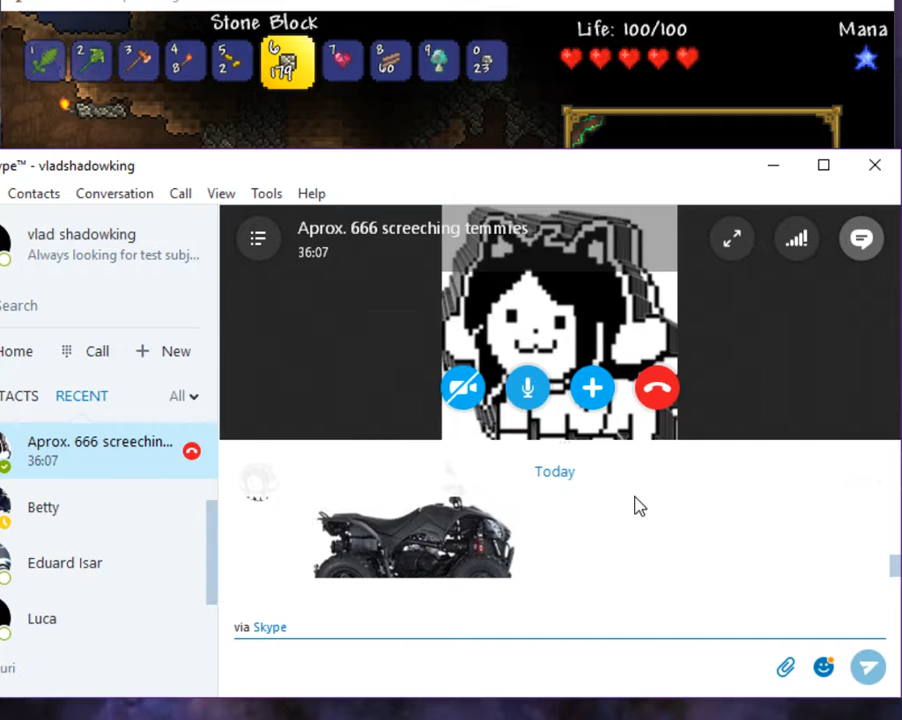 Stone Block
Life: 100/100
Mana
1
2
3
4
8
5
2
6
179
7
8
60
9
0
23
ype™ - vladshadowking
Contacts Conversation Call View Tools Help
vlad shadowking
Always looking for test subj...
Search
Home Call New
TACTS RECENT All
Aprox. 666 screechin...
36:07
Betty
Eduard Isar
Luca
uri
Aprox. 666 screeching temmies
36:07
Today
via Skype